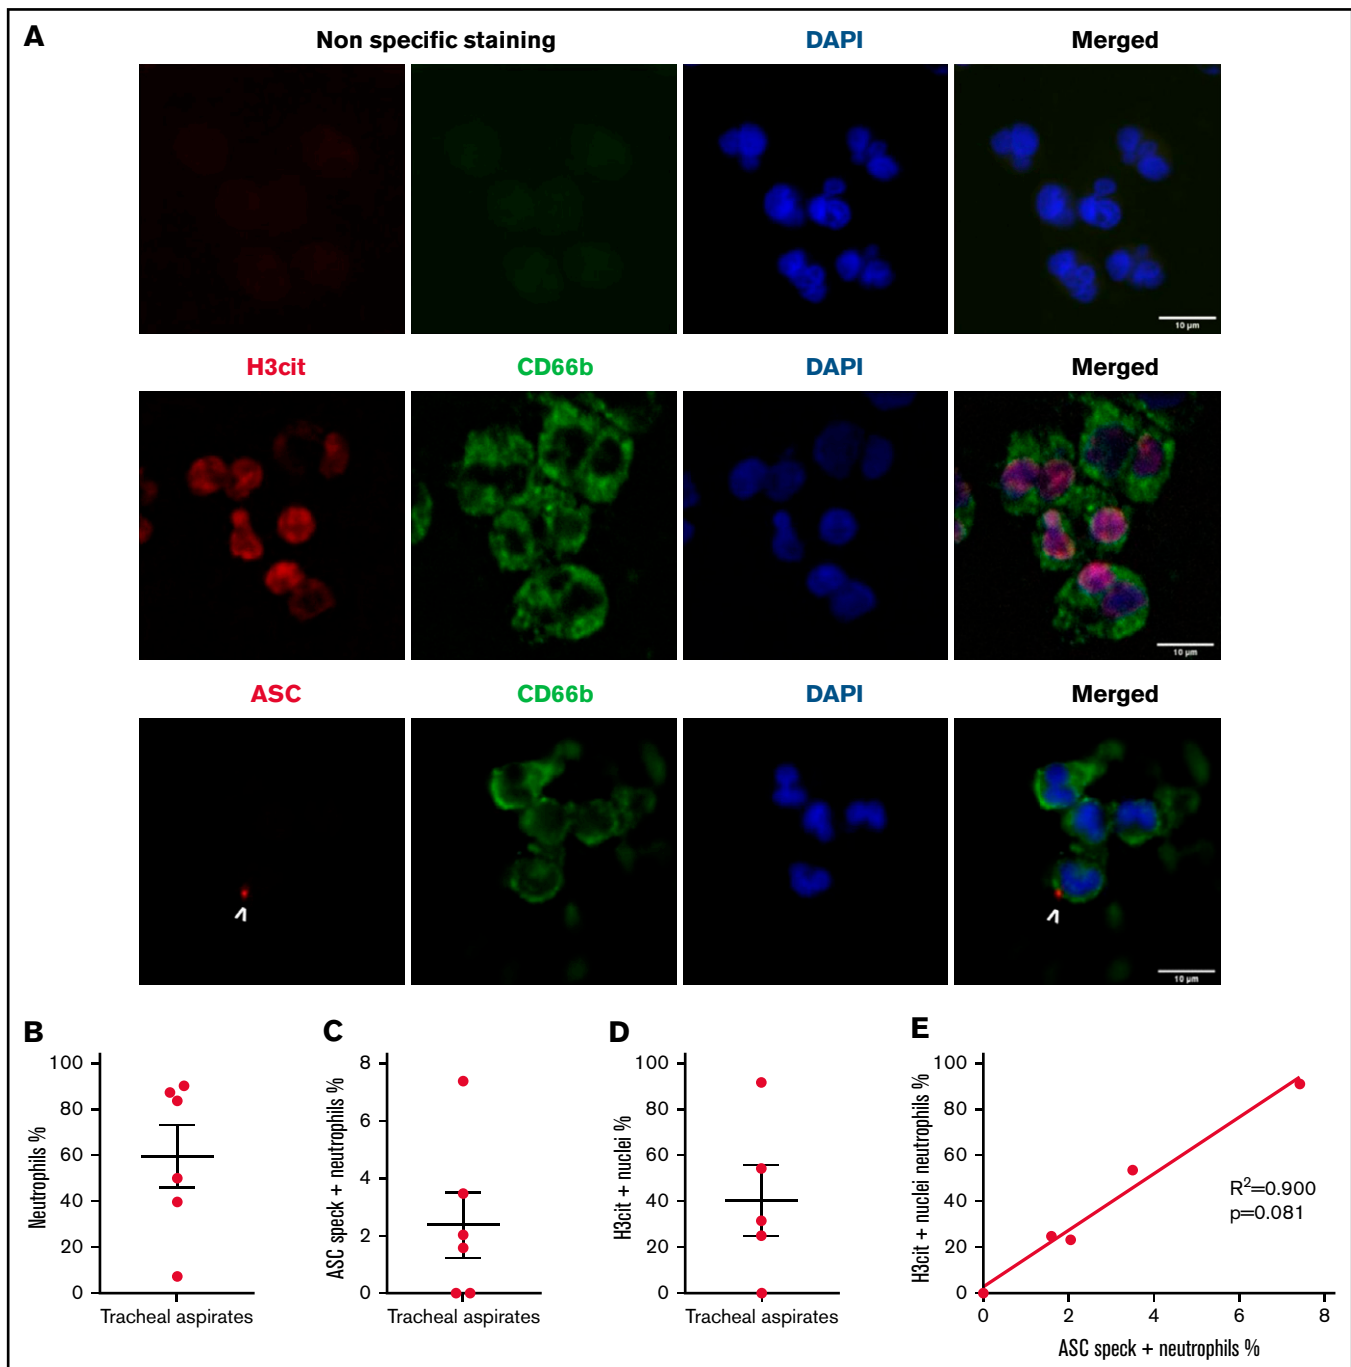 A
Non specific staining DAPI Merged
10 µm
H3cit CD66b DAPI Merged
10 µm
ASC CD66b DAPI Merged
10 µm
B
Neutrophils %
100
80
60
40
20
0
Tracheal aspirates
C
ASC speck + neutrophils %
8
6
4
2
0
Tracheal aspirates
D
H3cit + nuclei %
100
80
60
40
20
0
Tracheal aspirates
E
H3cit + nuclei neutrophils %
100
80
60
40
20
0
R²=0.900
p=0.081
0 2 4 6 8
ASC speck + neutrophils %